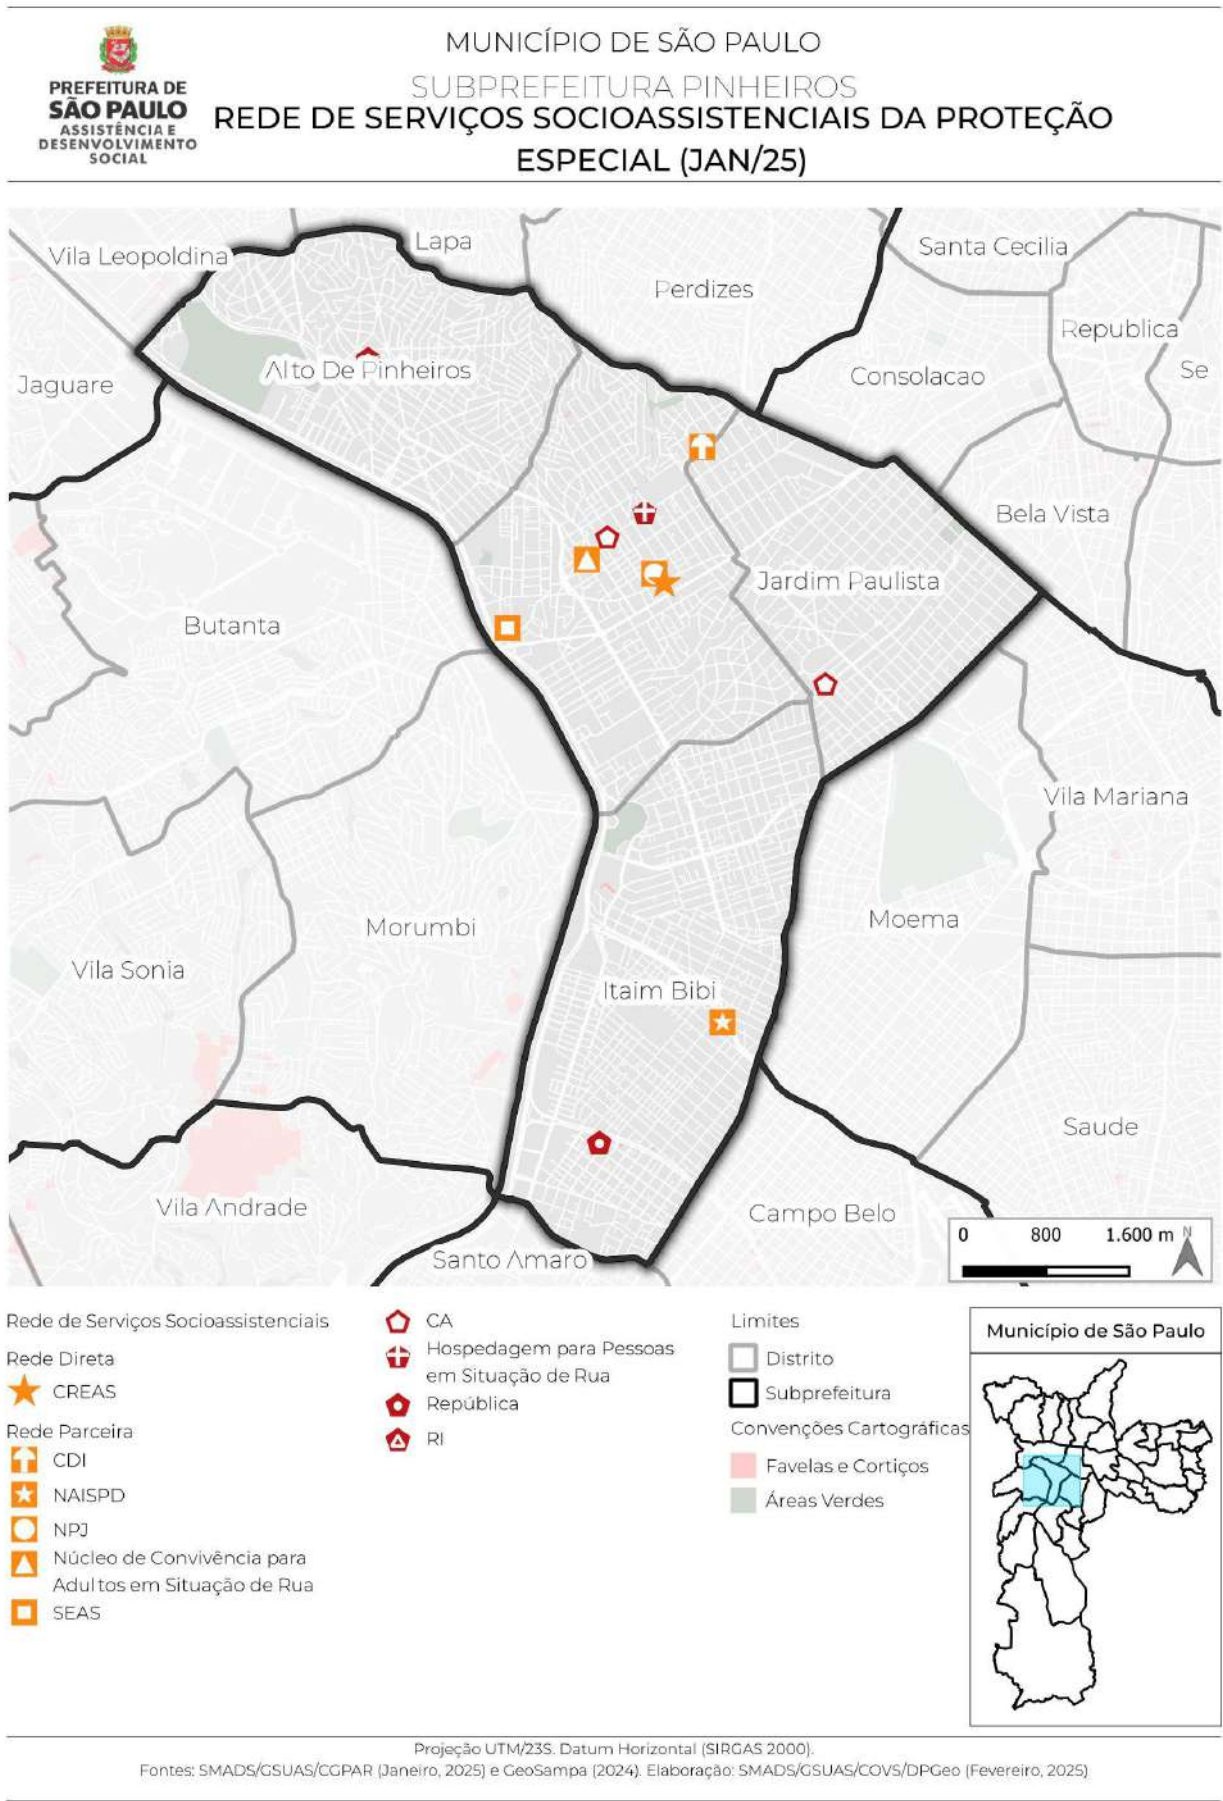 PREFEITURA DE
SÃO PAULO
ASSISTÊNCIA E
DESENVOLVIMENTO
SOCIAL
MUNICÍPIO DE SÃO PAULO
SUBPREFEITURA PINHEIROS
REDE DE SERVIÇOS SOCIOASSISTENCIAIS DA PROTEÇÃO
ESPECIAL (JAN/25)
Vila Leopoldina
Lapa
Santa Cecilia
Perdizes
Republica
Se
Jaguare
Alto De Pinheiros
Consolacao
Bela Vista
Jardim Paulista
Butanta
Vila Mariana
Moema
Morumbi
Vila Sonia
Itaim Bibi
Saude
Vila Andrade
Campo Belo
Santo Amaro
0 800 1.600 m N
Rede de Serviços Socioassistenciais
Rede Direta
CREAS
Rede Parceira
CDI
NAISPD
NPJ
Núcleo de Convivência para
Adultos em Situação de Rua
SEAS
CA
Hospedagem para Pessoas
em Situação de Rua
República
RI
Limites
Distrito
Subprefeitura
Convenções Cartográficas
Favelas e Cortiços
Áreas Verdes
Município de São Paulo
Projeção UTM/23S. Datum Horizontal (SIRGAS 2000).
Fontes: SMADS/GSUAS/CGPAR (Janeiro, 2025) e GeoSampa (2024). Elaboração: SMADS/GSUAS/COVS/DPGeo (Fevereiro, 2025)